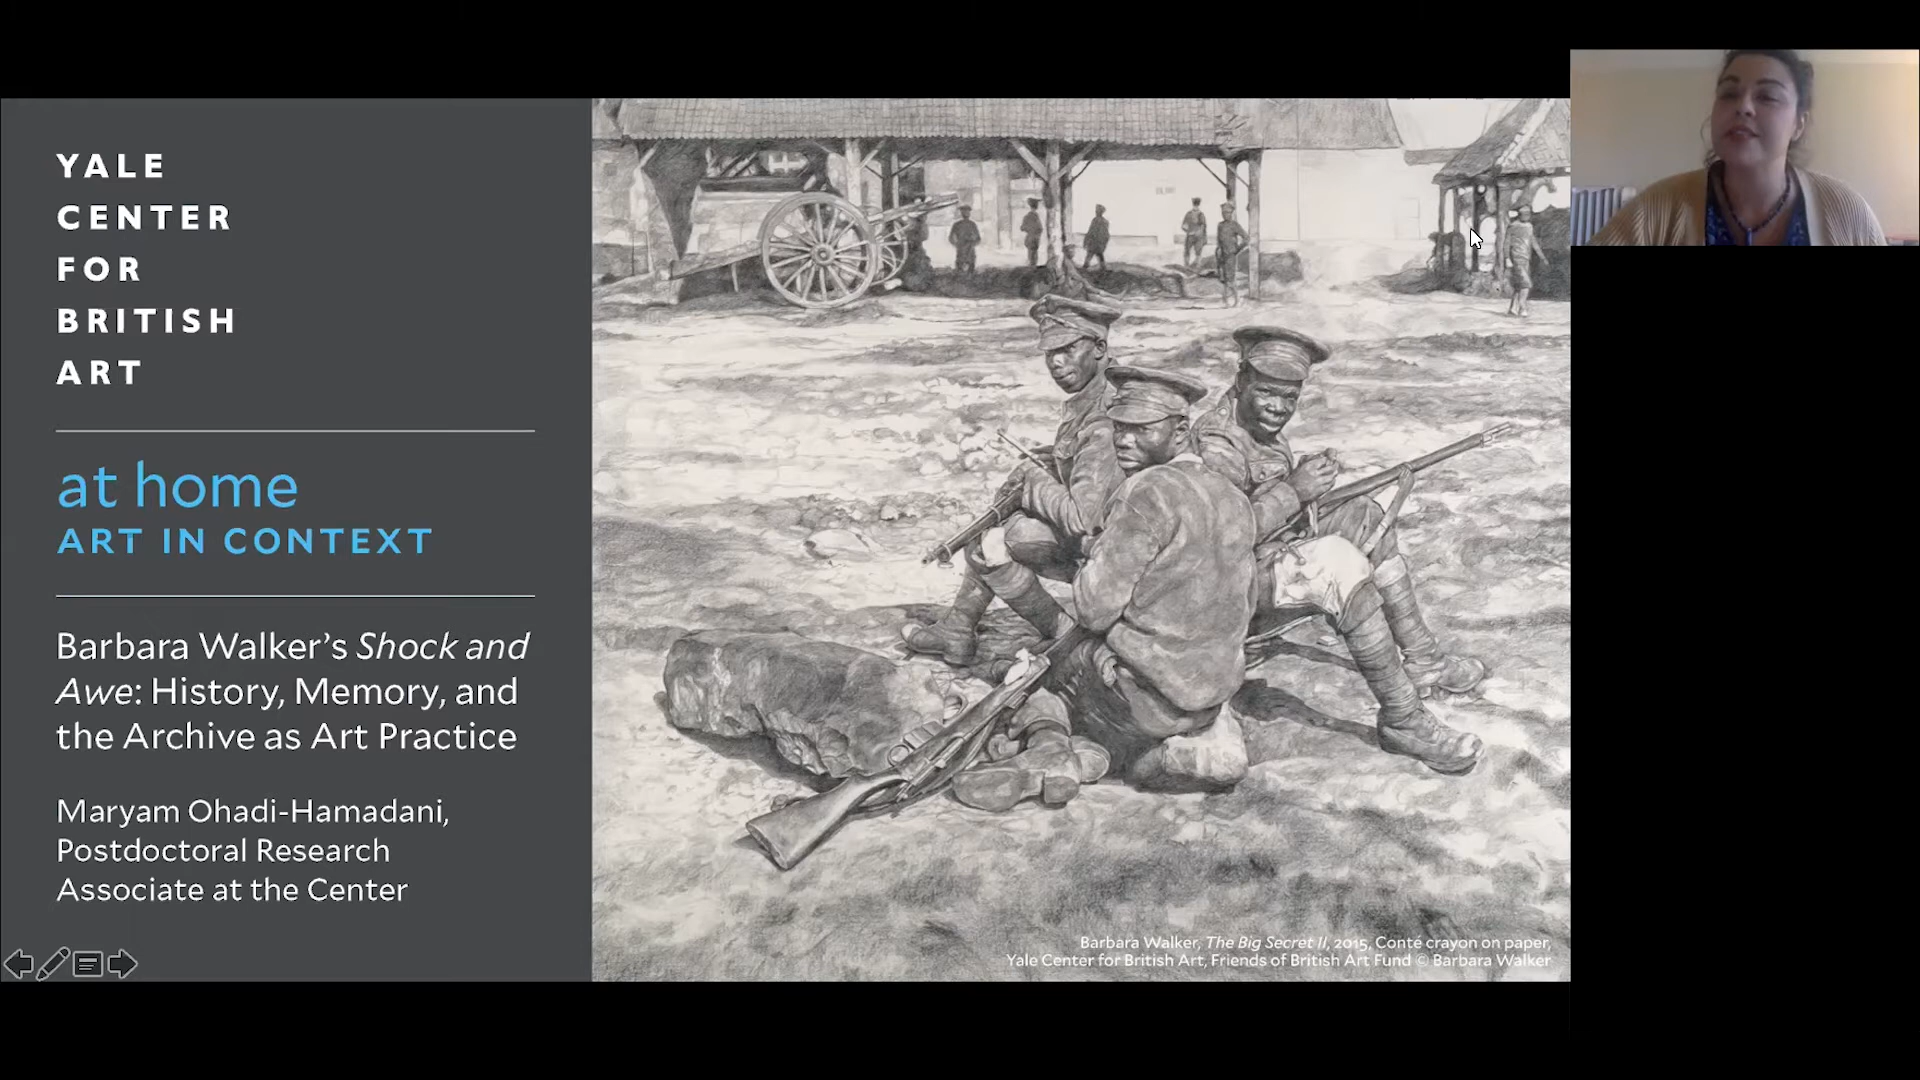 YALE
CENTER
FOR
BRITISH
ART
at home
ART IN CONTEXT
Barbara Walker’s Shock and
Awe: History, Memory, and
the Archive as Art Practice
Maryam Ohadi-Hamadani,
Postdoctoral Research
Associate at the Center
Barbara Walker, The Big Secret II, 2015, Conté crayon on paper,
Yale Center for British Art, Friends of British Art Fund © Barbara Walker